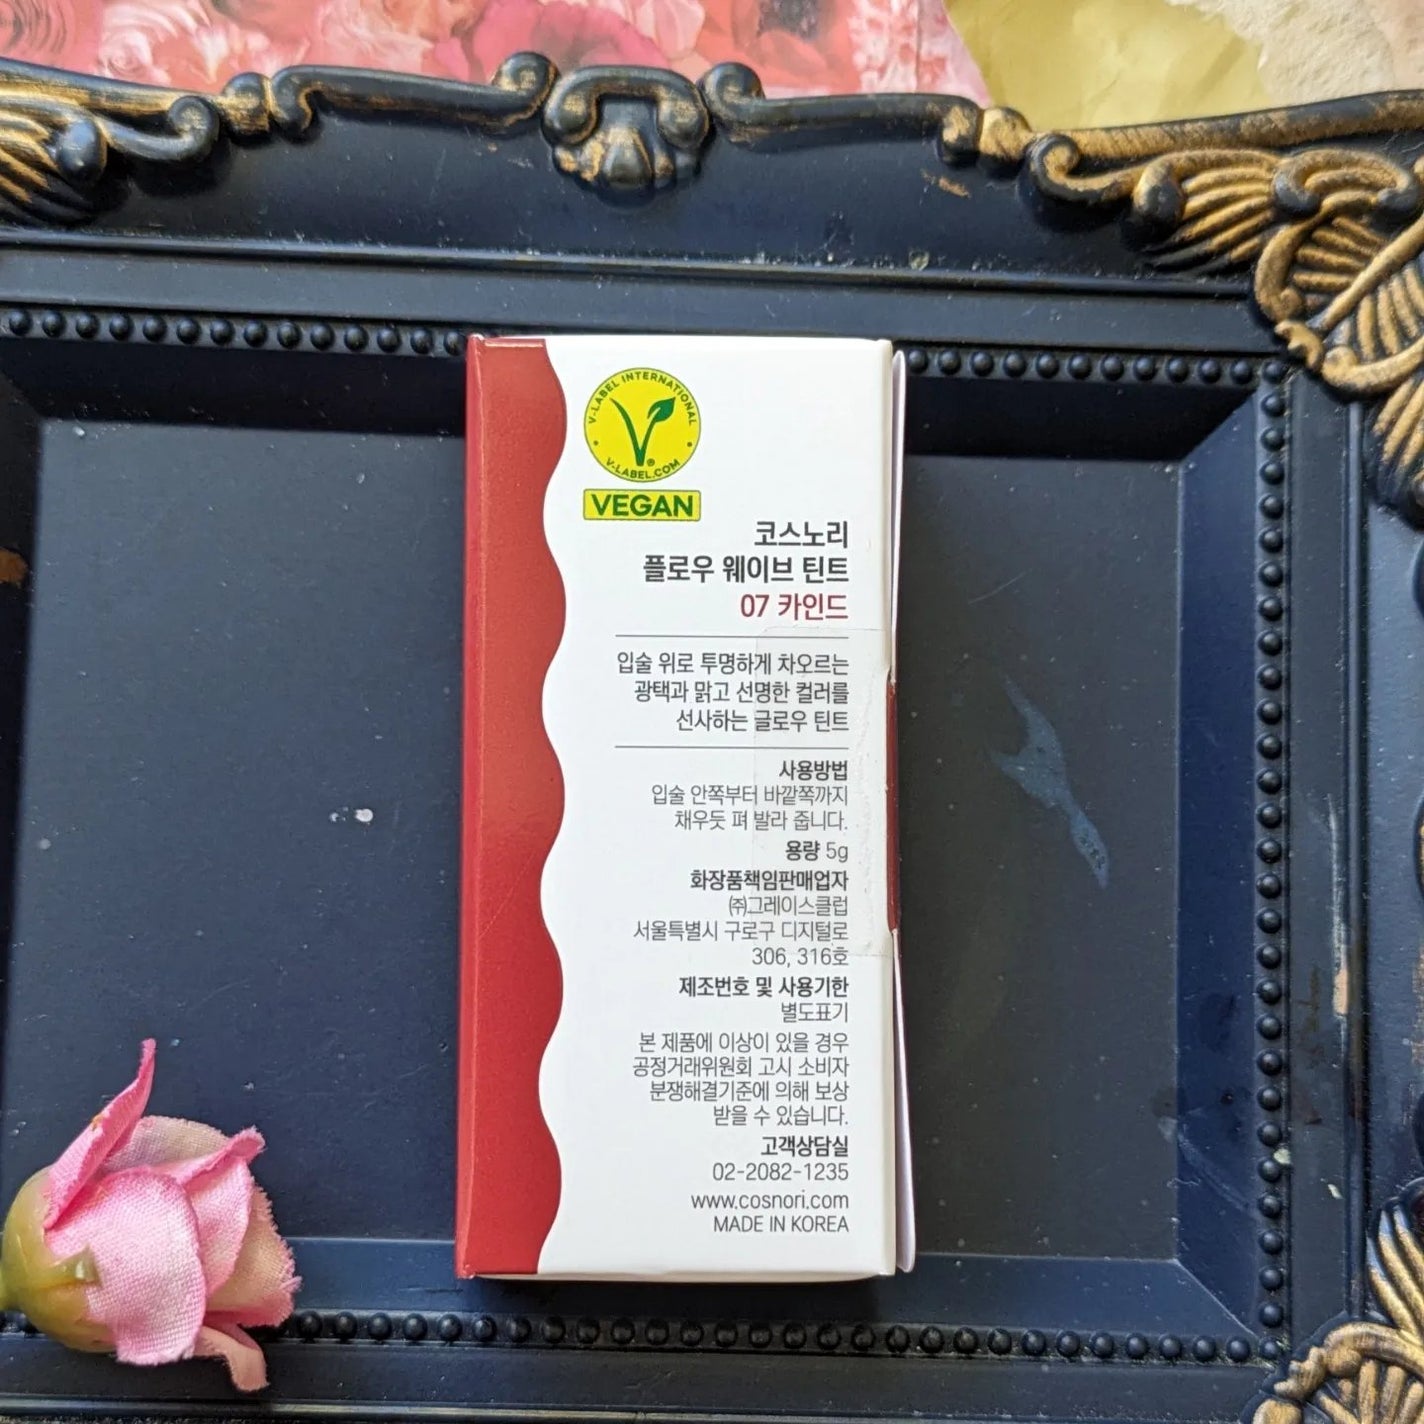 V-LABEL INTERNATIONAL
V-LABEL.COM
VEGAN
코스노리
플로우 웨이브 틴트
07 카인드
입술 위로 투명하게 차오르는
광택과 맑고 선명한 컬러를
선사하는 글로우 틴트
사용방법
입술 안쪽부터 바깥쪽까지
채우듯 펴 발라 줍니다.
용량 5g
화장품책임판매업자
㈜그레이스클럽
서울특별시 구로구 디지털로
306, 316호
제조번호 및 사용기한
별도표기
본 제품에 이상이 있을 경우
공정거래위원회 고시 소비자
분쟁해결기준에 의해 보상
받을 수 있습니다.
고객상담실
02-2082-1235
www.cosnori.com
MADE IN KOREA